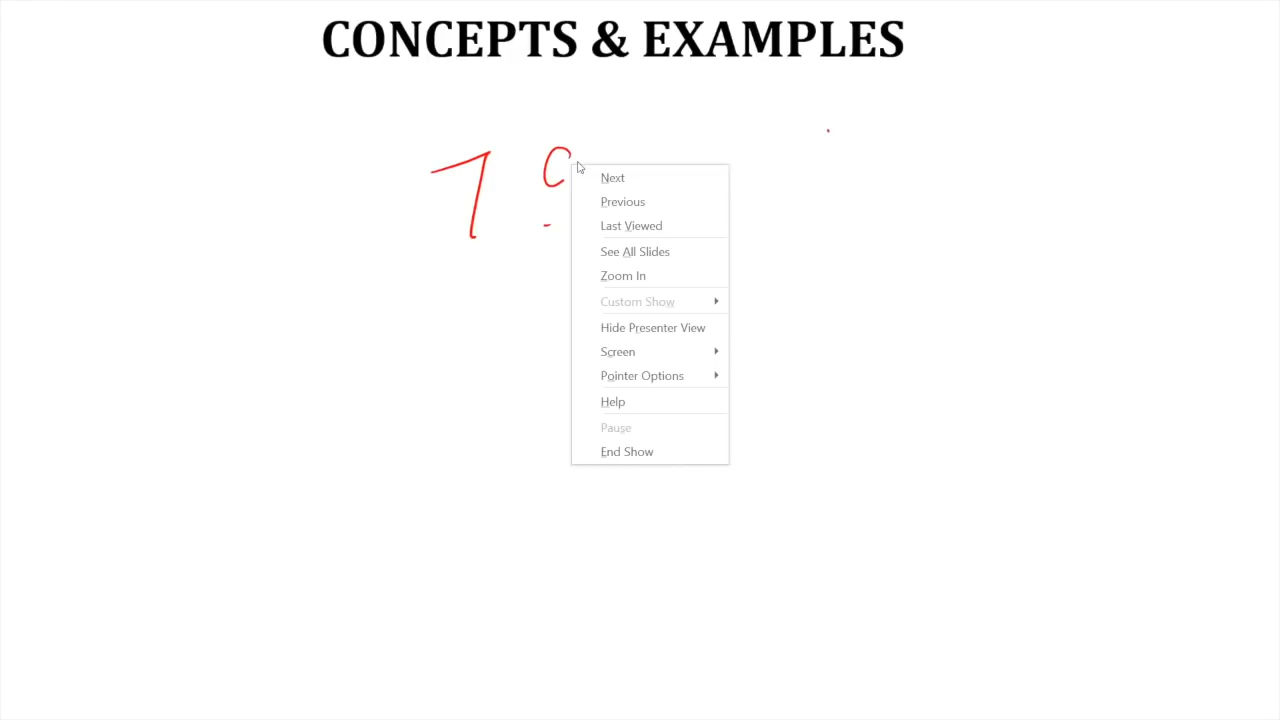 CONCEPTS & EXAMPLES
7
Next
Previous
Last Viewed
See All Slides
Zoom In
Custom Show
Hide Presenter View
Screen
Pointer Options
Help
Pause
End Show